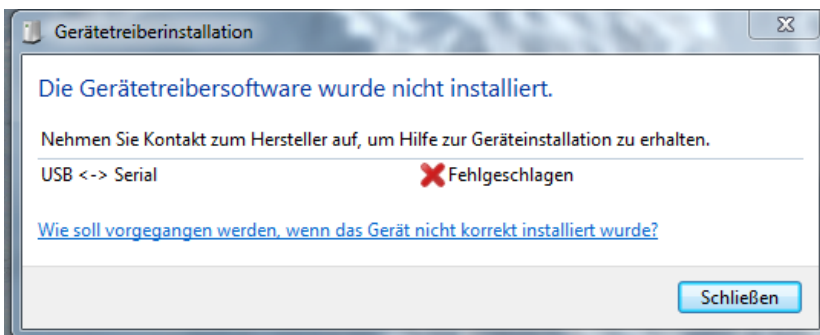 Gerätetreiberinstallation
Die Gerätetreibersoftware wurde nicht installiert.
Nehmen Sie Kontakt zum Hersteller auf, um Hilfe zur Geräteinstallation zu erhalten.
USB <-> Serial Fehlgeschlagen
Wie soll vorgegangen werden, wenn das Gerät nicht korrekt installiert wurde?
Schließen